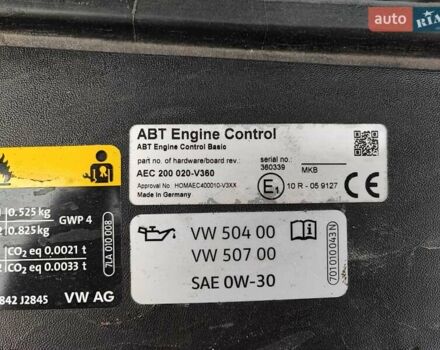 AUTO RIA
ABT Engine Control
ABT Engine Control Basic
part no. of hardware/board rev.:
serial no.:
AEC 200 020-V360
360339
MKB
Approval No HOMAEC400010-V3XX
Made in Germany
E1
10 R - 05 9127
CE
0.525 kg
GWP 4
0.825 kg
CO2 eq 0.0021 t
CO2 eq 0.0033 t
842 J2845
VW AG
7LA 010 008
VW 504 00
VW 507 00
SAE 0W-30
701010043N